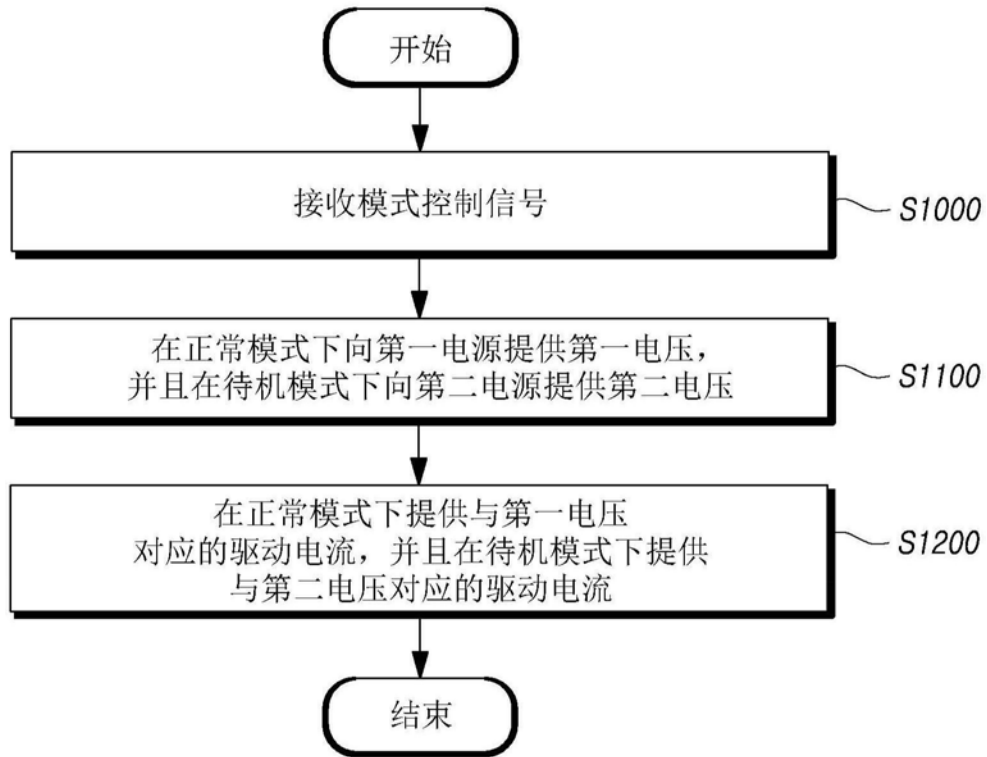 开始
接收模式控制信号
S1000
在正常模式下向第一电源提供第一电压，
并且在待机模式下向第二电源提供第二电压
S1100
在正常模式下提供与第一电压
对应的驱动电流，并且在待机模式下提供
与第二电压对应的驱动电流
S1200
结束